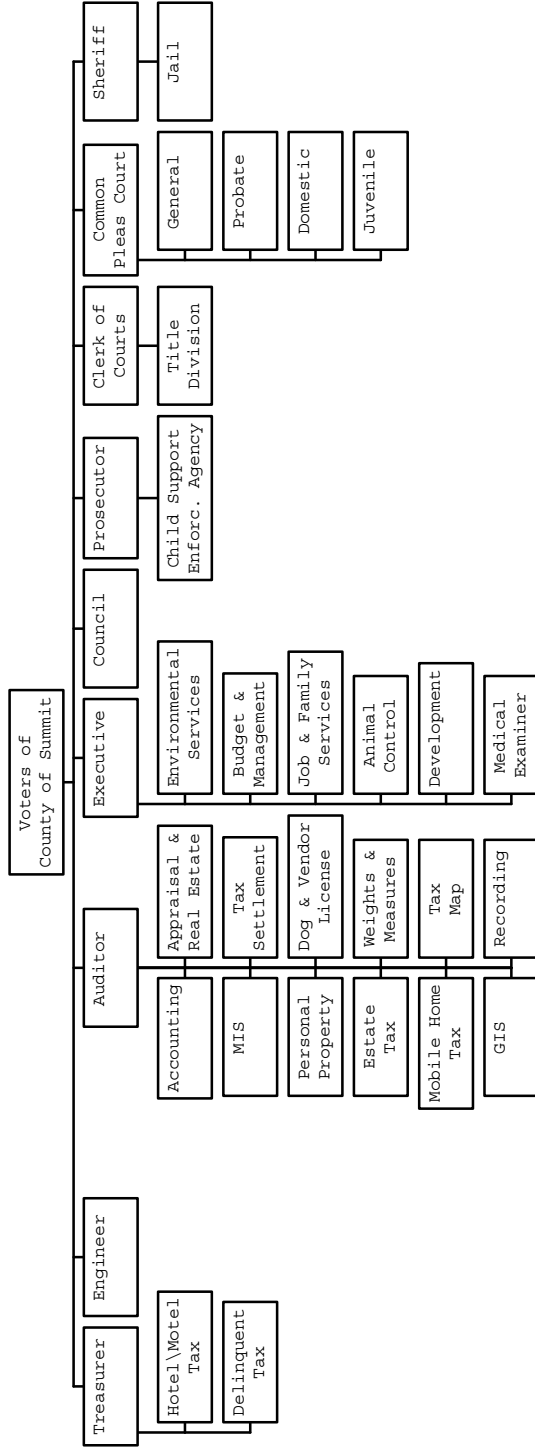 Voters of
County of Summit
Treasurer
Hotel\Motel
Tax
Delinquent
Tax
Engineer
Auditor
Accounting
MIS
Personal
Property
Estate
Tax
Mobile Home
Tax
GIS
Appraisal &
Real Estate
Tax
Settlement
Dog & Vendor
License
Weights &
Measures
Tax
Map
Recording
Executive
Environmental
Services
Budget &
Management
Job & Family
Services
Animal
Control
Development
Medical
Examiner
Council
Prosecutor
Child Support
Enforc. Agency
Clerk of
Courts
Title
Division
Common
Pleas Court
General
Probate
Domestic
Juvenile
Sheriff
Jail